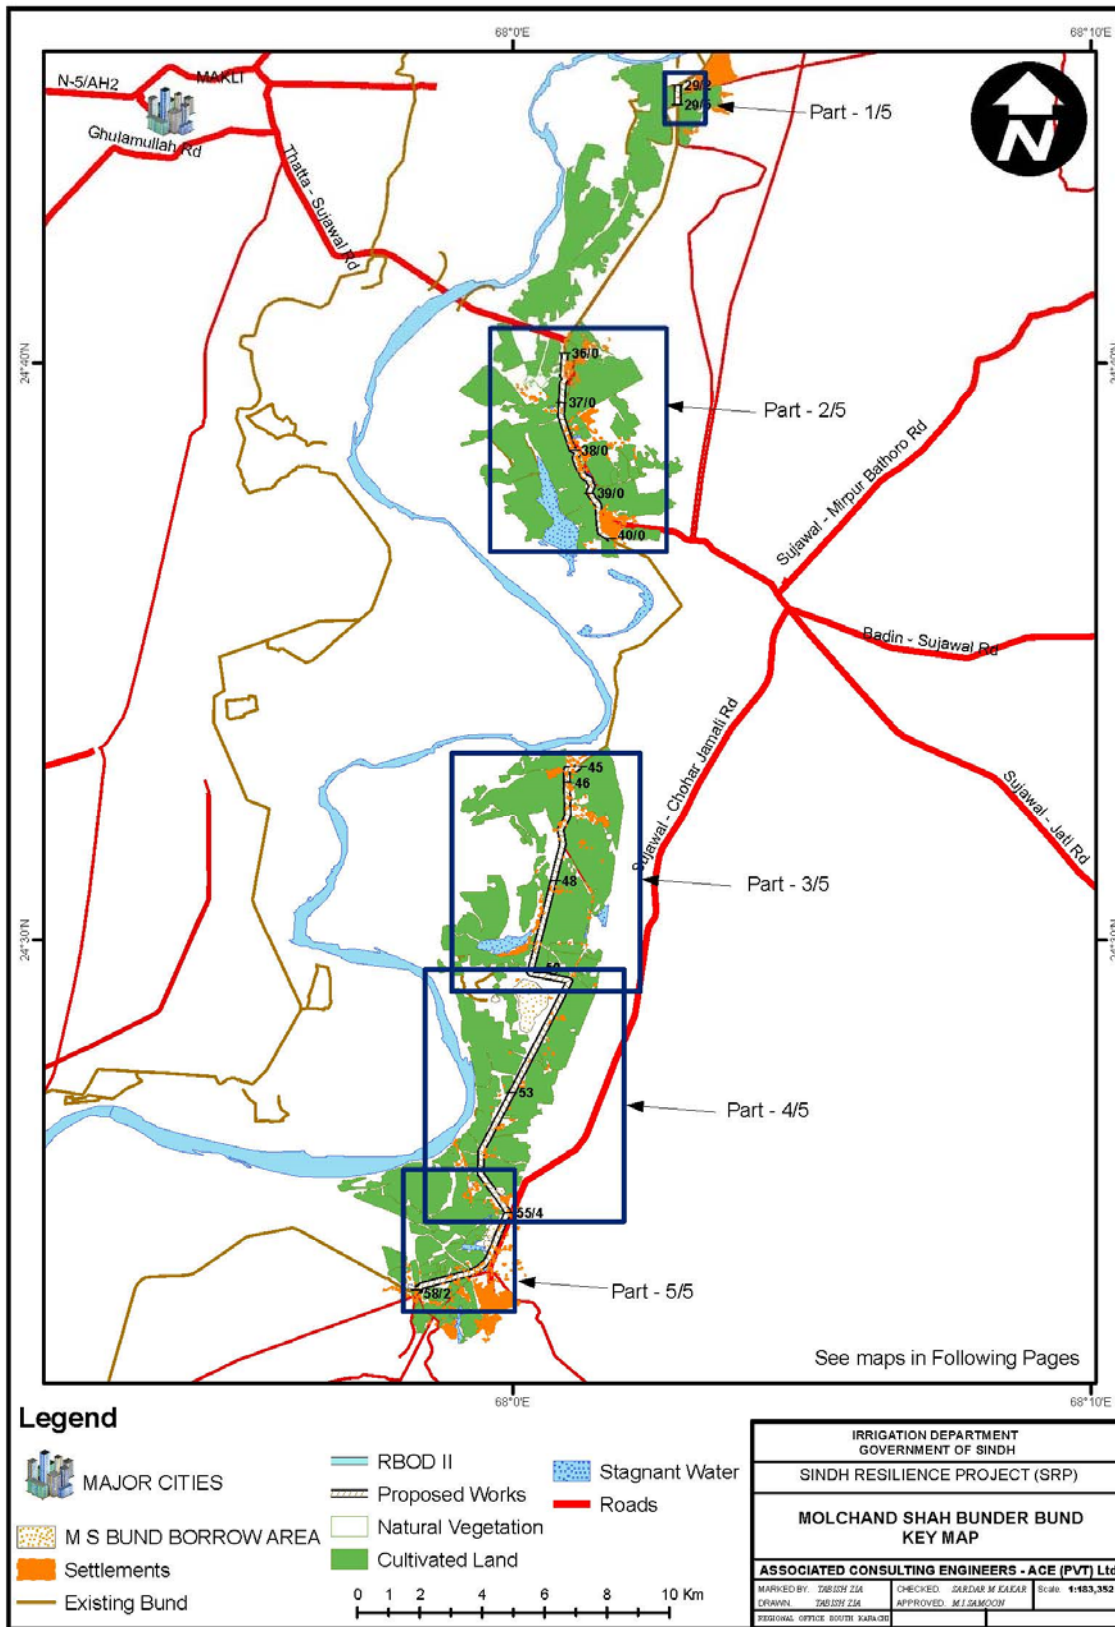 68°0'E
68°10'E
N-5/AH2
MAKLI
Ghulamullah Rd
Thatta - Sujawal Rd
29/2
Part - 1/5
N
24°40'N
36/0
37/0
Part - 2/5
38/0
39/0
40/0
Sujawal - Mirpur Bathoro Rd
Badin - Sujawal Rd
Sujawal - Chohar Jamali Rd
Sujawal - Jati Rd
45
46
48
Part - 3/5
24°30'N
24°30'N
53
Part - 4/5
55/4
58/2
Part - 5/5
See maps in Following Pages
68°0'E
68°10'E
Legend
MAJOR CITIES
M S BUND BORROW AREA
Settlements
Existing Bund
RBOD II
Proposed Works
Natural Vegetation
Cultivated Land
Stagnant Water
Roads
0 1 2 4 6 8 10 Km
IRRIGATION DEPARTMENT
GOVERNMENT OF SINDH
SINDH RESILIENCE PROJECT (SRP)
MOLCHAND SHAH BUNDER BUND
KEY MAP
ASSOCIATED CONSULTING ENGINEERS - ACE (PVT) Ltd
MARKED BY. TABISH ZIA CHECKED. SARDAR M KAKAR Scale. 1:183,382
DRAWN. TABISH ZIA APPROVED. M.I.SAMOON
REGIONAL OFFICE SOUTH KARACHI